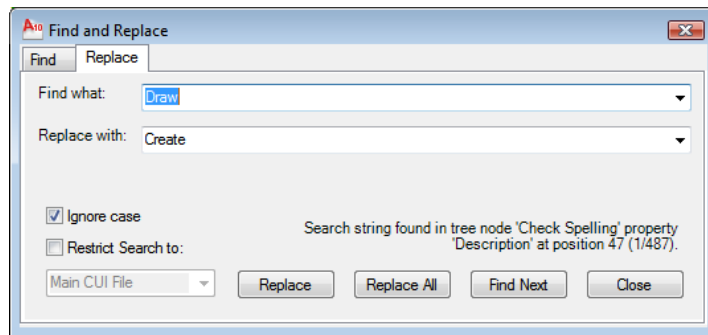 A10 Find and Replace
Find Replace
Find what: Draw
Replace with: Create
Ignore case
Search string found in tree node 'Check Spelling' property
Restrict Search to: 'Description' at position 47 (1/487).
Main CUI File Replace Replace All Find Next Close